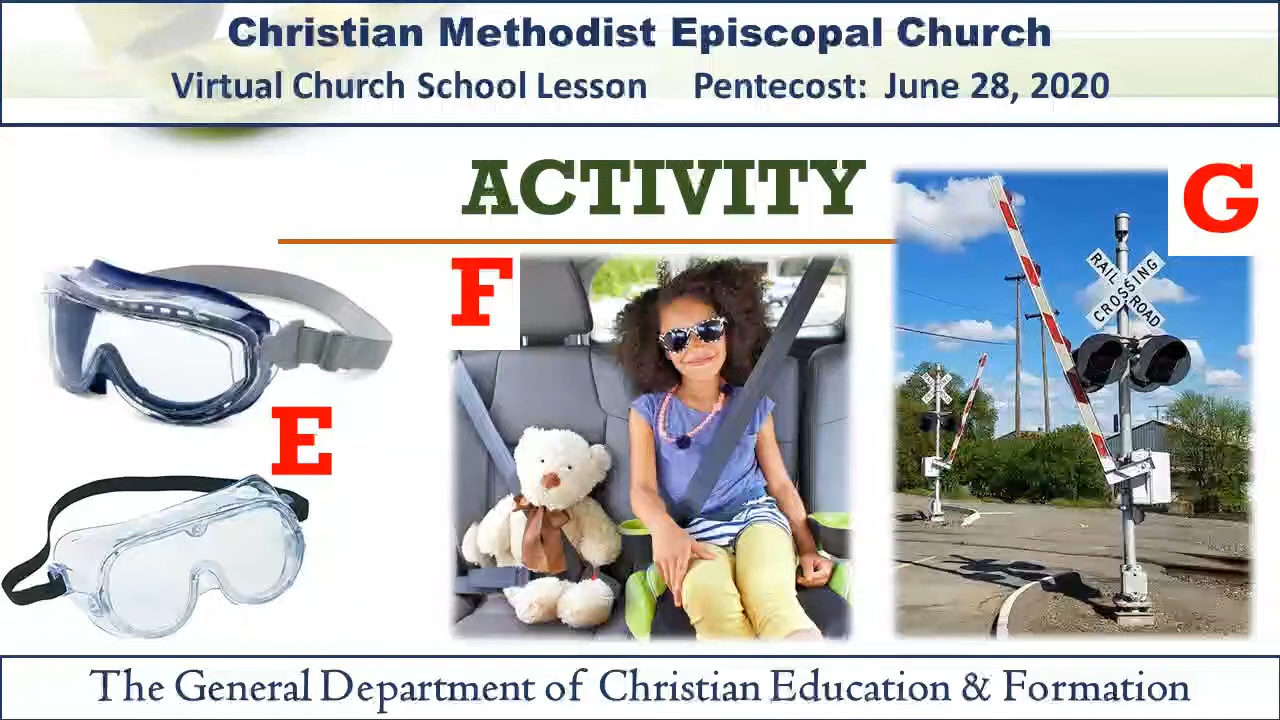 Christian Methodist Episcopal Church
Virtual Church School Lesson Pentecost: June 28, 2020
ACTIVITY
E
F
G
RAIL CROSSING ROAD
The General Department of Christian Education & Formation